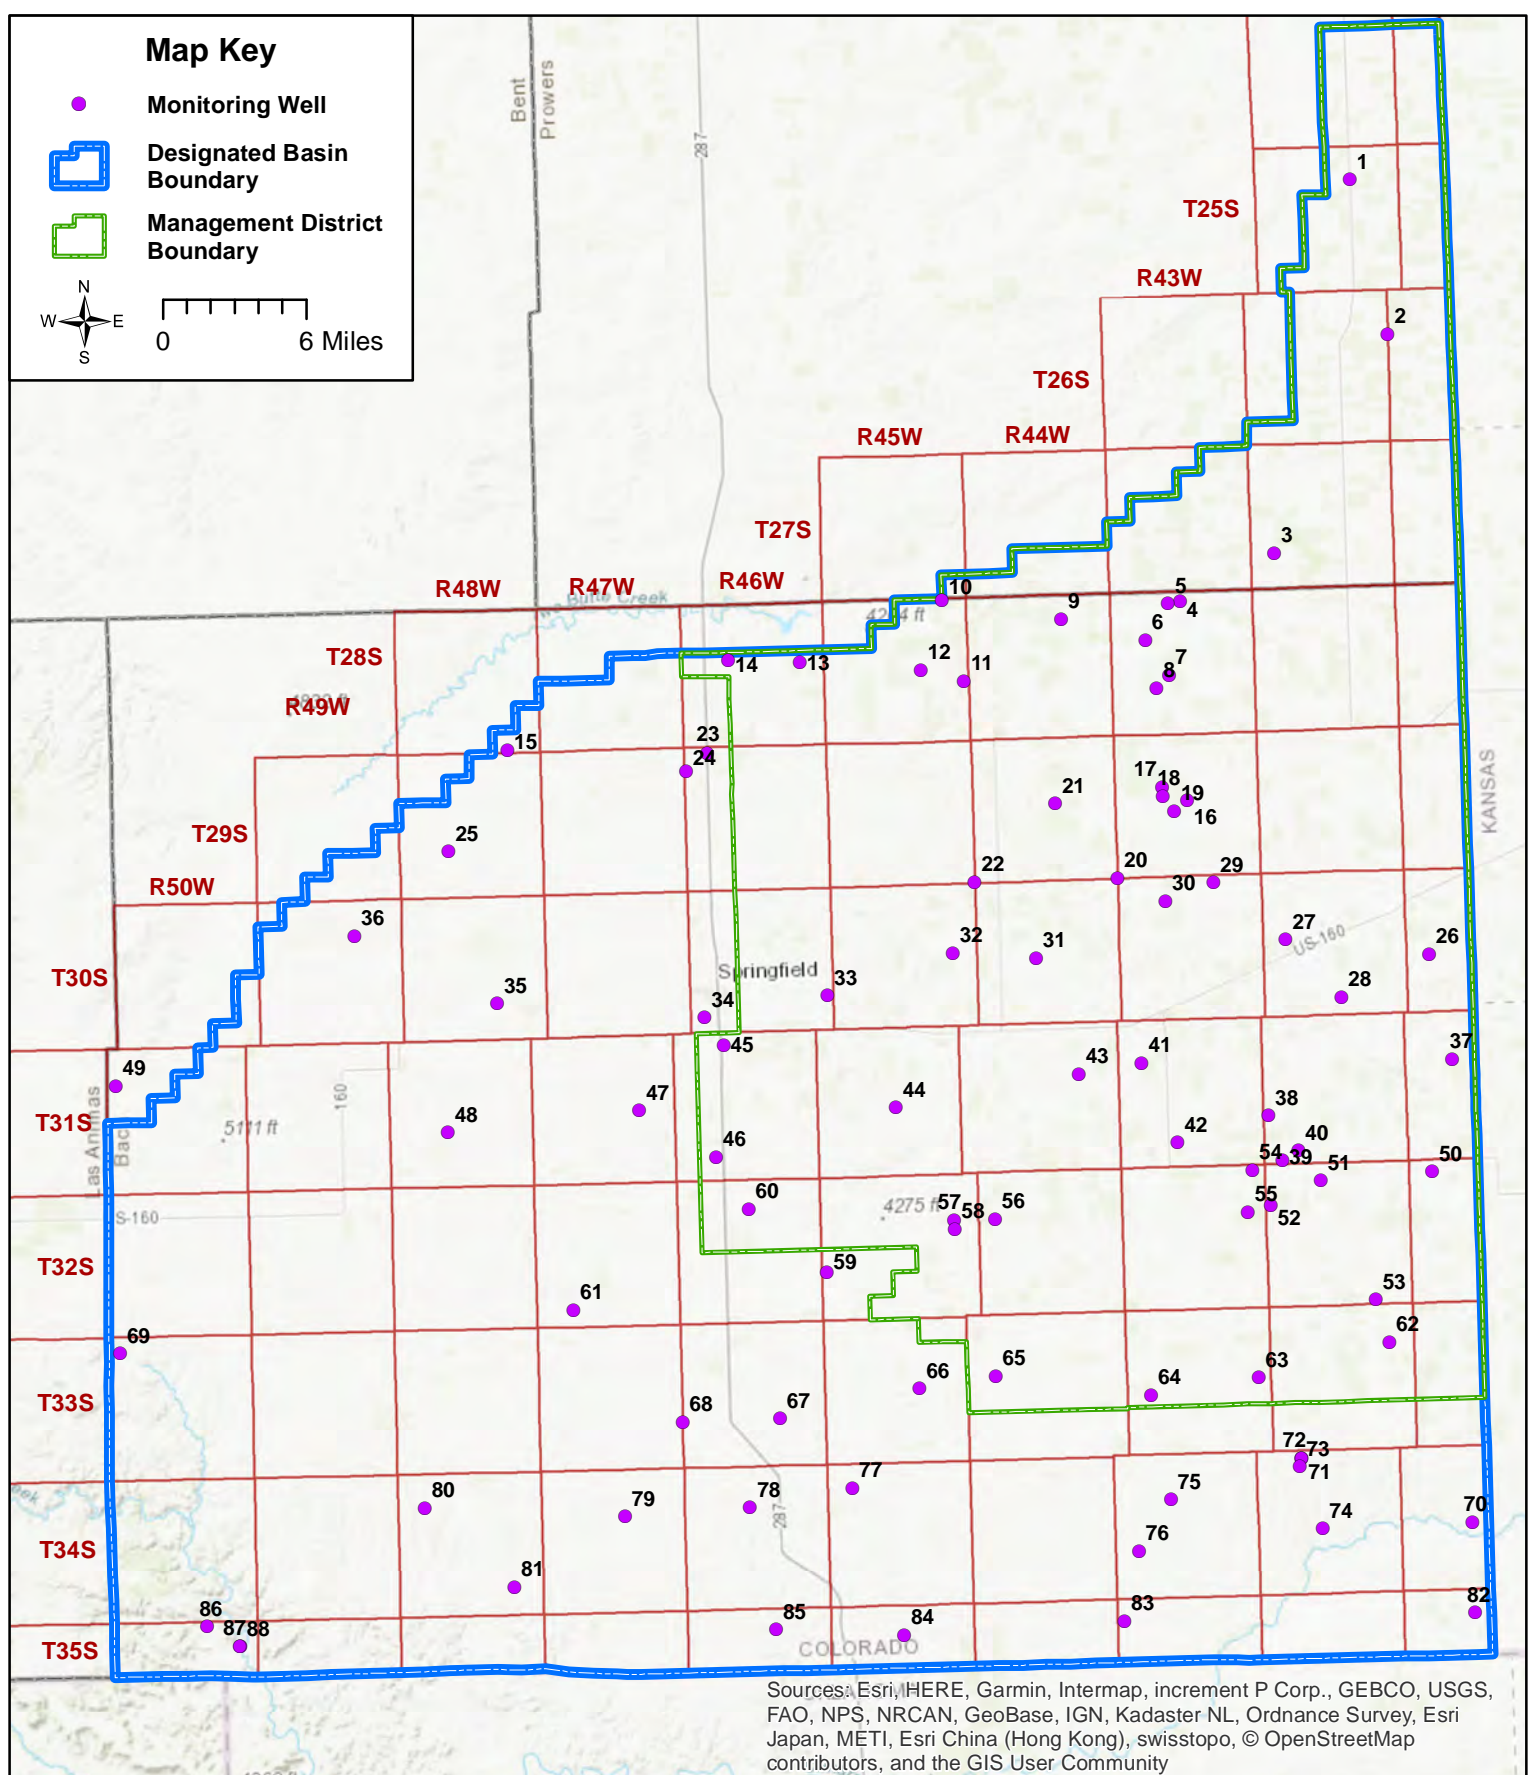 Map Key
Monitoring Well
Designated Basin
Boundary
Management District
Boundary
N
W
E
S
0
6 Miles
Bent
Prowers
287
1
T25S
R43W
2
T26S
R45W
R44W
T27S
3
R48W
R47W
R46W
Butte Creek
10
9
5
4
6
T28S
14
13
12
11
7
8
R49W
15
23
24
17
18
19
16
21
T29S
25
22
20
29
30
R50W
36
27
26
US-160
32
31
T30S
Springfield
35
34
33
28
KANSAS
45
37
49
43
41
47
44
38
T31S
Las Animas
Baca
160
5111 ft
48
42
46
40
54
39
51
50
S-160
60
4275 ft
57
58
56
55
52
T32S
59
61
53
69
62
T33S
66
65
64
63
68
67
72
73
71
77
80
79
78
287
75
74
70
T34S
76
81
86
87
88
85
84
83
82
T35S
COLORADO
Sources: Esri, HERE, Garmin, Intermap, increment P Corp., GEBCO, USGS,
FAO, NPS, NRCAN, GeoBase, IGN, Kadaster NL, Ordnance Survey, Esri
Japan, METI, Esri China (Hong Kong), swisstopo, © OpenStreetMap
contributors, and the GIS User Community